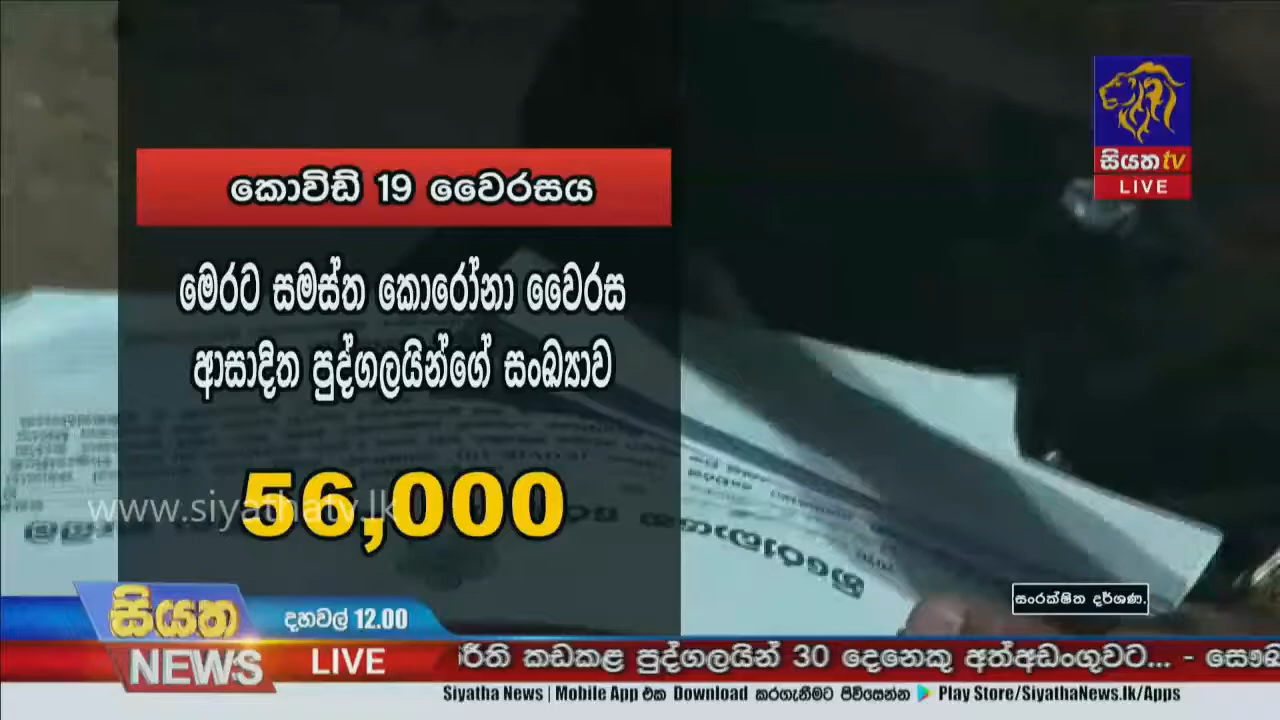 සියත tv
LIVE
කොවිඩ් 19 වෛරසය
මෙරට සමස්ත කොරෝනා වෛරස
ආසාදිත පුද්ගලයින්ගේ සංඛ්‍යාව
56,000
www.siyathatv.lk
සංරක්ෂිත දර්ශණ.
සියත
NEWS
දහවල් 12.00
LIVE
රීති කඩකළ පුද්ගලයින් 30 දෙනෙකු අත්අඩංගුවට... - සෞඛ
Siyatha News | Mobile App එක Download කරගැනීමට පිවිසෙන්න Play Store/SiyathaNews.lk/Apps